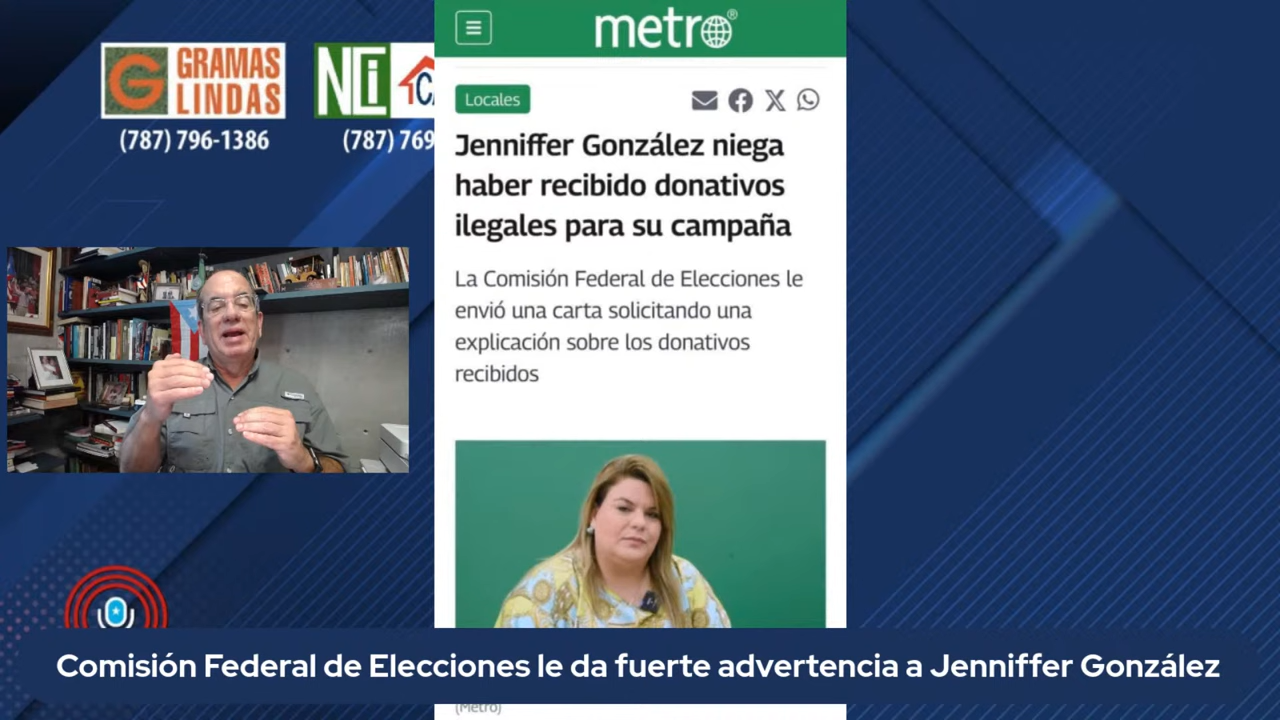 GRAMAS
LINDAS
(787) 796-1386
NCi
(787) 769
metro
Locales
Jenniffer González niega
haber recibido donativos
ilegales para su campaña
La Comisión Federal de Elecciones le
envió una carta solicitando una
explicación sobre los donativos
recibidos
Comisión Federal de Elecciones le da fuerte advertencia a Jenniffer González
(Metro)